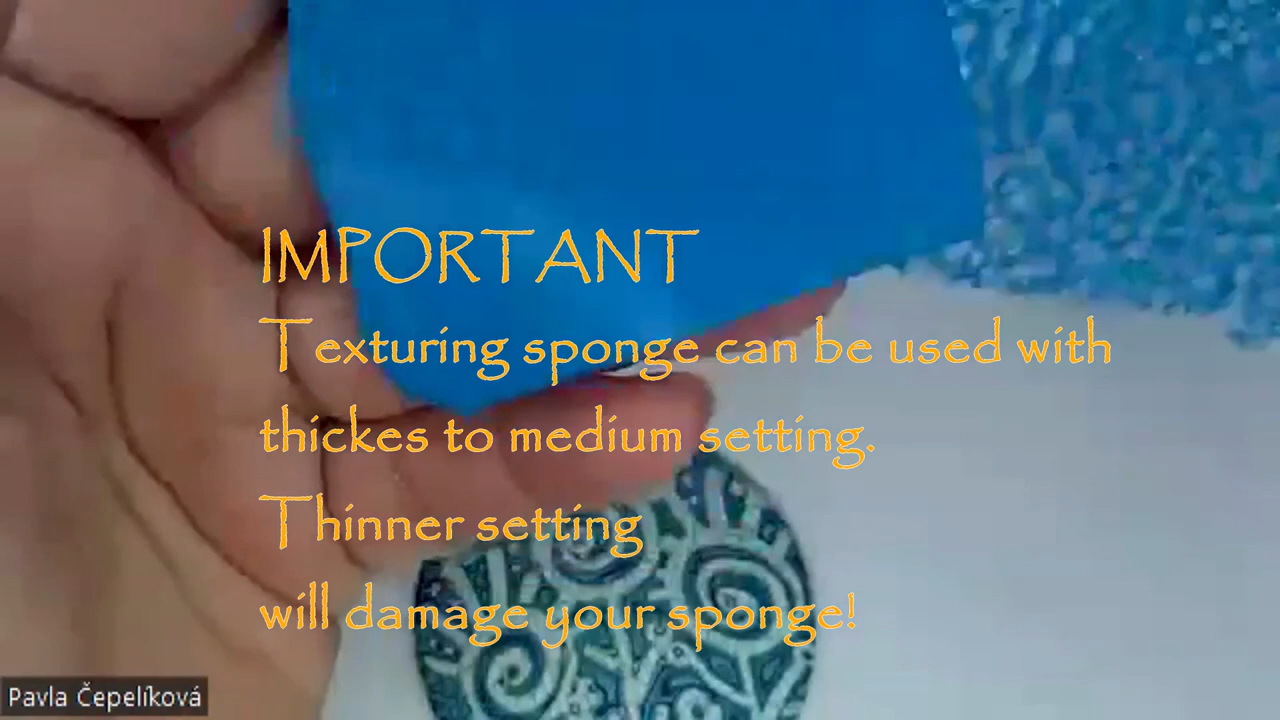 IMPORTANT
Texturing sponge can be used with
thickes to medium setting.
Thinner setting
will damage your sponge!
Pavla Čepelíková